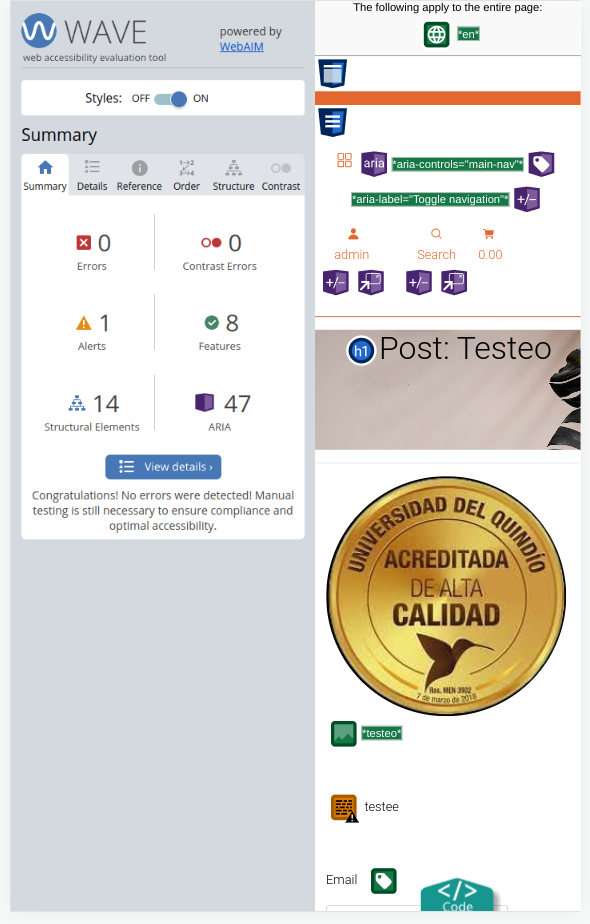 WAVE
web accessibility evaluation tool
powered by
WebAIM
Styles: OFF ON
Summary
Summary Details Reference Order Structure Contrast
0
Errors
0
Contrast Errors
1
Alerts
8
Features
14
Structural Elements
47
ARIA
View details ›
Congratulations! No errors were detected! Manual
testing is still necessary to ensure compliance and
optimal accessibility.
The following apply to the entire page:
*en*
aria *aria-controls="main-nav"*
*aria-label="Toggle navigation"* +/-
admin Search 0.00
+/- +/-
h1 Post: Testeo
UNIVERSIDAD DEL QUINDÍO
ACREDITADA
DE ALTA
CALIDAD
Res. MEN 2902
7 de marzo de 2018
*testeo*
testee
Email
</>
Code